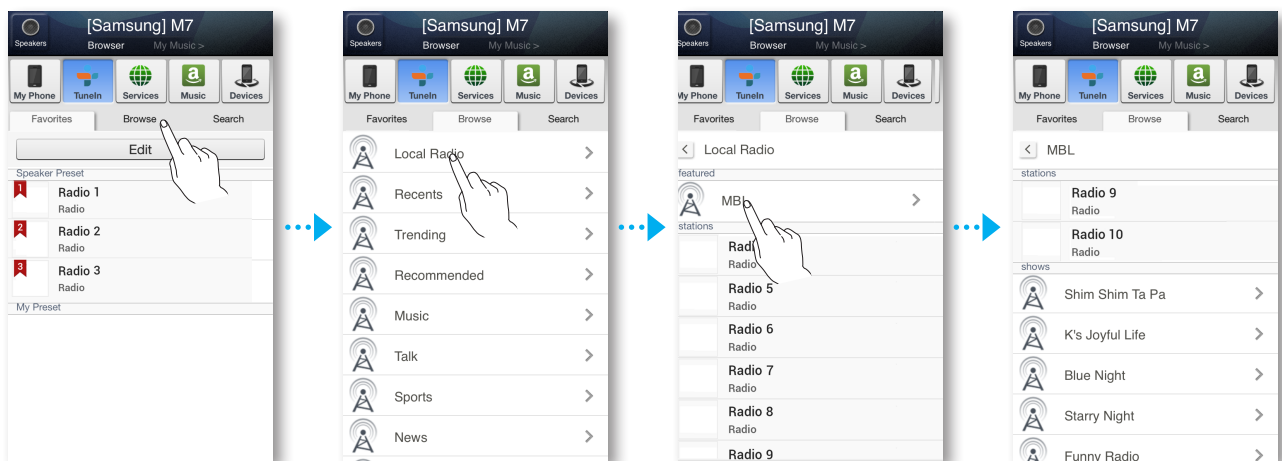 [Samsung] M7
Speakers
Browser My Music >
My Phone TuneIn Services Music Devices
Favorites Browse Search
Edit
Speaker Preset
1
Radio 1
Radio
2
Radio 2
Radio
3
Radio 3
Radio
My Preset
[Samsung] M7
Speakers
Browser My Music >
My Phone TuneIn Services Music Devices
Favorites Browse Search
Local Radio
Recents
Trending
Recommended
Music
Talk
Sports
News
[Samsung] M7
Speakers
Browser My Music >
My Phone TuneIn Services Music Devices
Favorites Browse Search
< Local Radio
featured
MBL
stations
Radio
Radio 5
Radio
Radio 6
Radio
Radio 7
Radio
Radio 8
Radio
Radio 9
[Samsung] M7
Speakers
Browser My Music >
My Phone TuneIn Services Music Devices
Favorites Browse Search
< MBL
stations
Radio 9
Radio
Radio 10
Radio
shows
Shim Shim Ta Pa
K's Joyful Life
Blue Night
Starry Night
Funny Radio